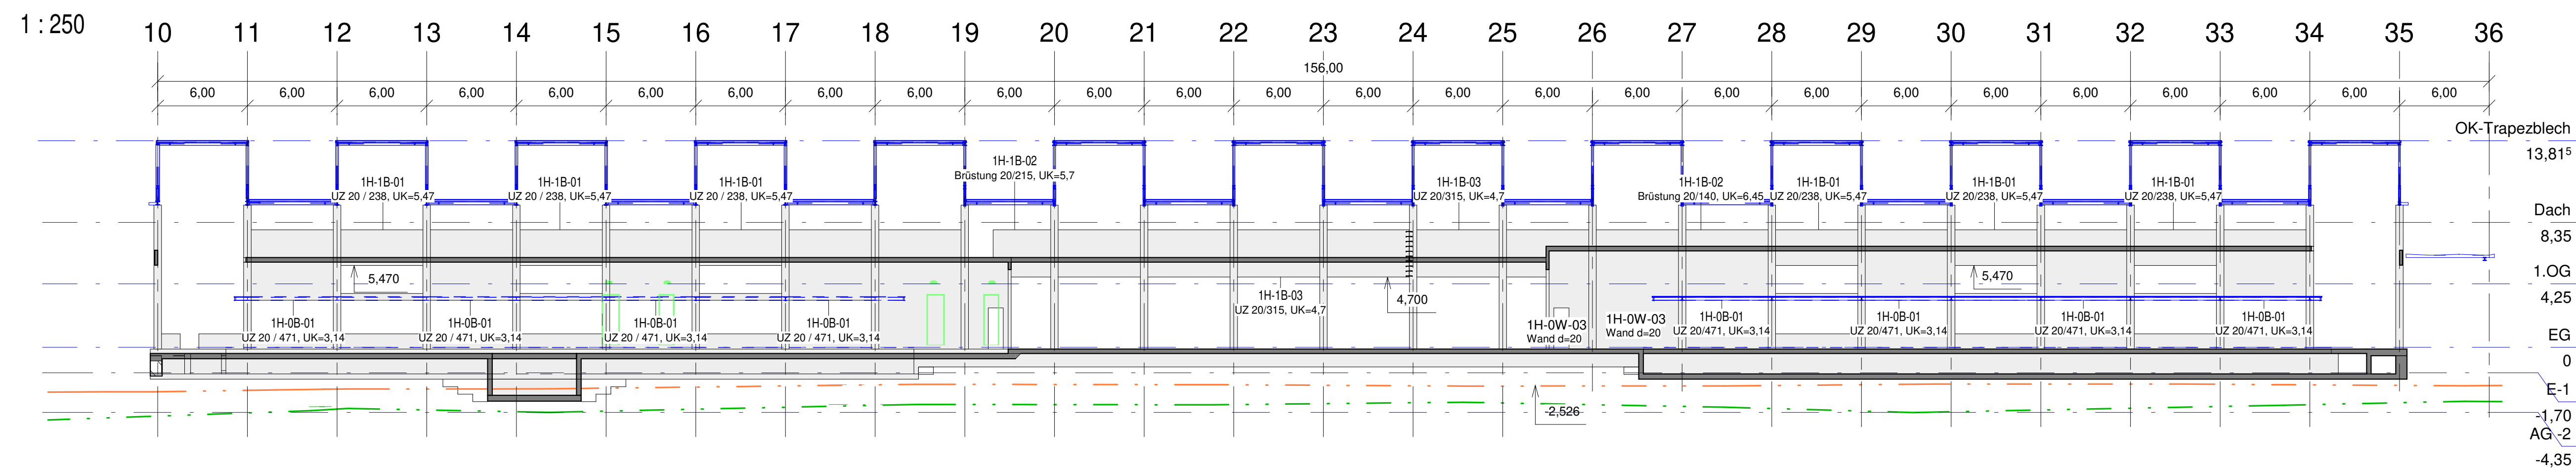 1 : 250
10 11 12 13 14 15 16 17 18 19 20 21 22 23 24 25 26 27 28 29 30 31 32 33 34 35 36
156,00
6,00 6,00 6,00 6,00 6,00 6,00 6,00 6,00 6,00 6,00 6,00 6,00 6,00 6,00 6,00 6,00 6,00 6,00 6,00 6,00 6,00 6,00 6,00 6,00 6,00 6,00
OK-Trapezblech
13,81⁵
1H-1B-01
UZ 20 / 238, UK=5,47
1H-1B-01
UZ 20 / 238, UK=5,47
1H-1B-01
UZ 20 / 238, UK=5,47
1H-1B-02
Brüstung 20/215, UK=5,7
1H-1B-03
UZ 20/315, UK=4,7
1H-1B-02
Brüstung 20/140, UK=6,45
1H-1B-01
UZ 20/238, UK=5,47
1H-1B-01
UZ 20/238, UK=5,47
1H-1B-01
UZ 20/238, UK=5,47
Dach
8,35
5,470
4,700
5,470
1.OG
4,25
1H-0B-01
UZ 20 / 471, UK=3,14
1H-0B-01
UZ 20 / 471, UK=3,14
1H-0B-01
UZ 20 / 471, UK=3,14
1H-0B-01
UZ 20 / 471, UK=3,14
1H-1B-03
UZ 20/315, UK=4,7
1H-0W-03
Wand d=20
1H-0W-03
Wand d=20
1H-0B-01
UZ 20/471, UK=3,14
1H-0B-01
UZ 20/471, UK=3,14
1H-0B-01
UZ 20/471, UK=3,14
1H-0B-01
UZ 20/471, UK=3,14
EG
0
-2,526
E-1
-1,70
AG -2
-4,35